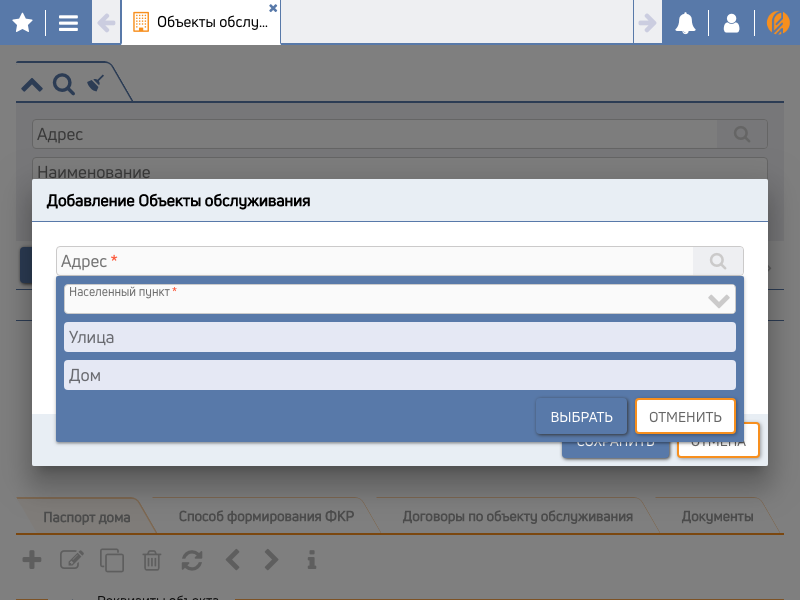 Объекты обслу...
Адрес
Наименование
Добавление Объекты обслуживания
Адрес *
Населенный пункт *
Улица
Дом
ВЫБРАТЬ
ОТМЕНИТЬ
СОХРАНИТЬ
ОТМЕНА
Паспорт дома
Способ формирования ФКР
Договоры по объекту обслуживания
Документы
Реквизиты объекта